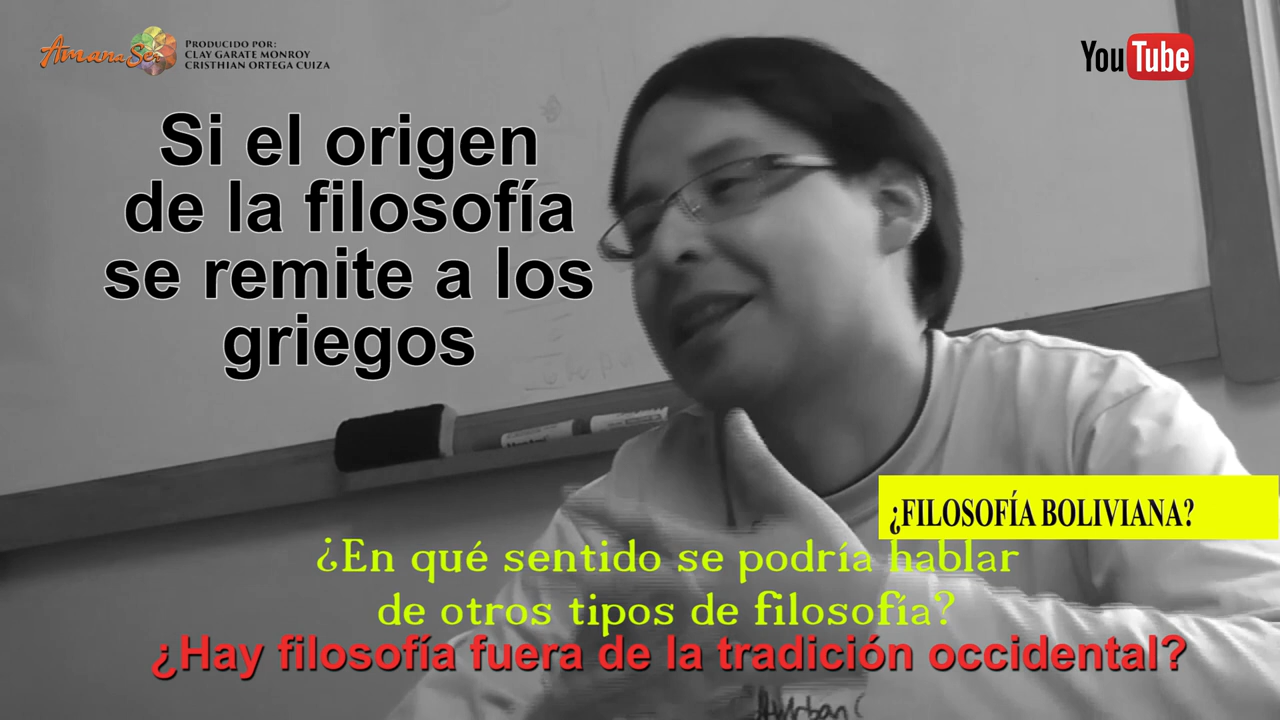 AmanaSer
PRODUCIDO POR:
CLAY GARATE MONROY
CRISTHIAN ORTEGA CUIZA
YouTube
Si el origen
de la filosofía
se remite a los
griegos
¿FILOSOFÍA BOLIVIANA?
¿En qué sentido se podría hablar
de otros tipos de filosofía?
¿Hay filosofía fuera de la tradición occidental?